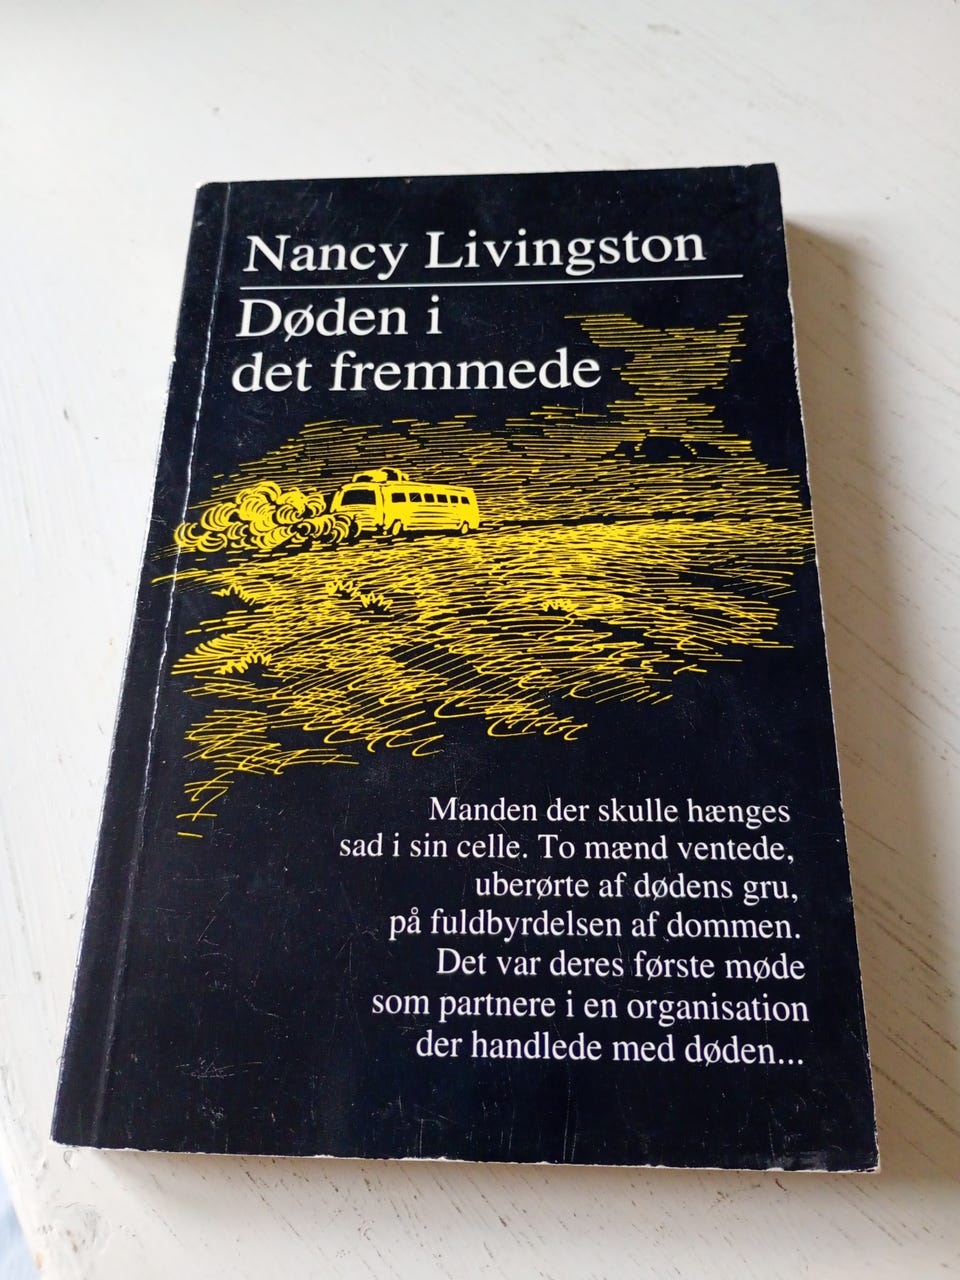 Nancy Livingston
Døden i
det fremmede
Manden der skulle hænges
sad i sin celle. To mænd ventede,
uberørte af dødens gru,
på fuldbyrdelsen af dommen.
Det var deres første møde
som partnere i en organisation
der handlede med døden...